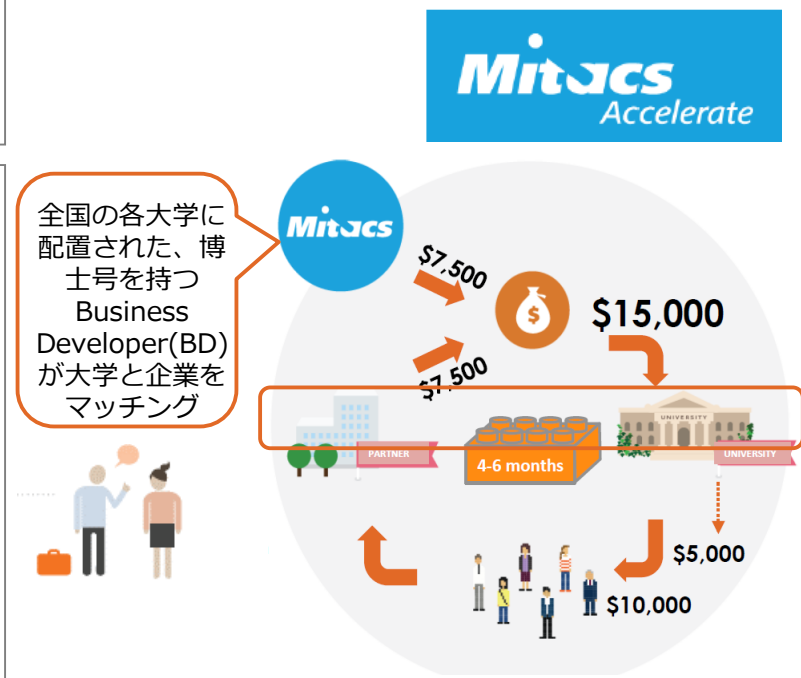 Mitacs
Accelerate
全国の各大学に
配置された、博
士号を持つ
Business
Developer(BD)
が大学と企業を
マッチング
Mitacs
$7,500
$15,000
$7,500
UNIVERSITY
PARTNER
4-6 months
UNIVERSITY
$5,000
$10,000